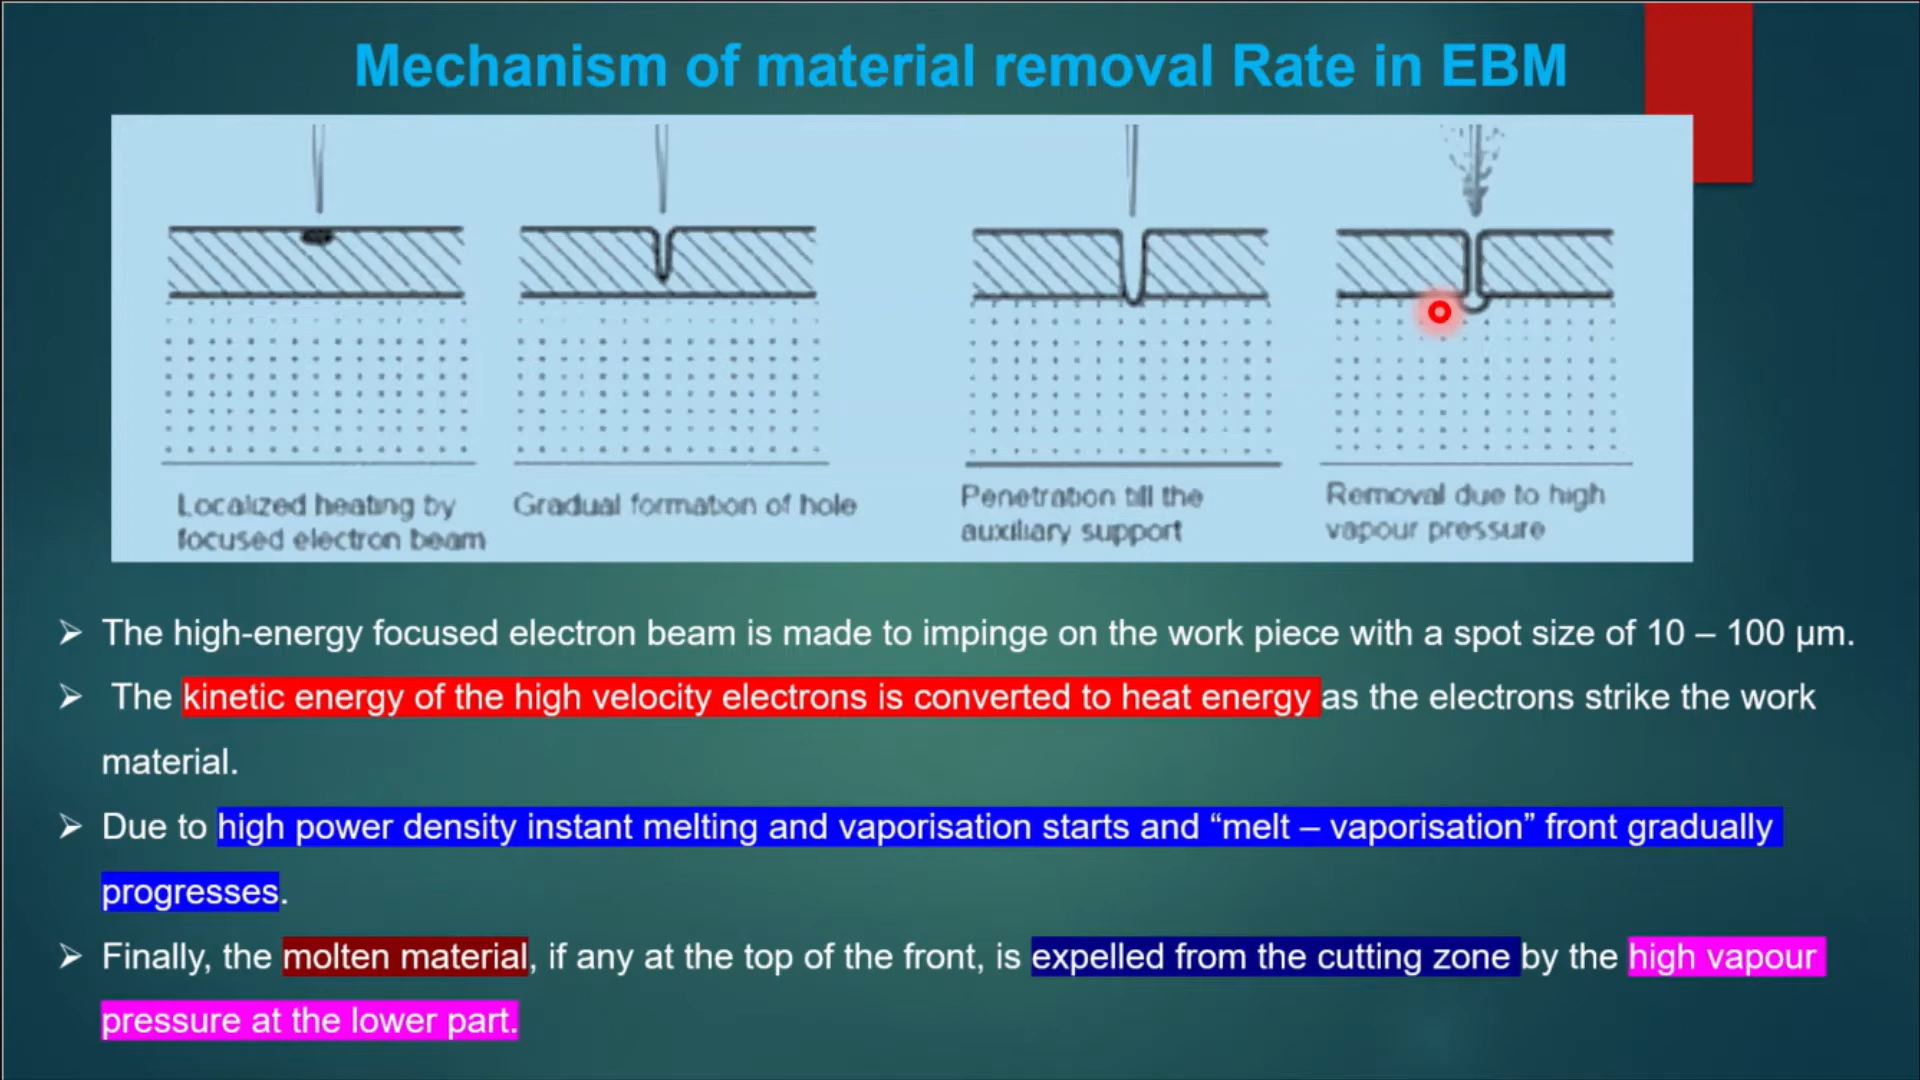 Mechanism of material removal Rate in EBM
Localized heating by
focused electron beam
Gradual formation of hole
Penetration till the
auxiliary support
Removal due to high
vapour pressure
➢ The high-energy focused electron beam is made to impinge on the work piece with a spot size of 10 – 100 μm.
➢ The kinetic energy of the high velocity electrons is converted to heat energy as the electrons strike the work
material.
➢ Due to high power density instant melting and vaporisation starts and “melt – vaporisation” front gradually
progresses.
➢ Finally, the molten material, if any at the top of the front, is expelled from the cutting zone by the high vapour
pressure at the lower part.